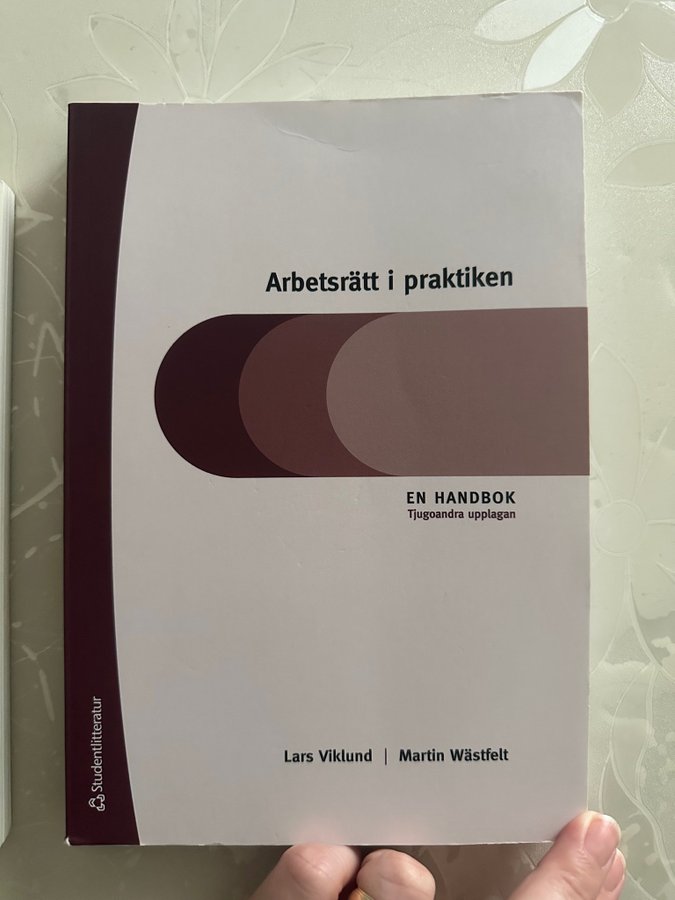 Arbetsrätt i praktiken
EN HANDBOK
Tjugoandra upplagan
Lars Viklund | Martin Wästfelt
Studentlitteratur